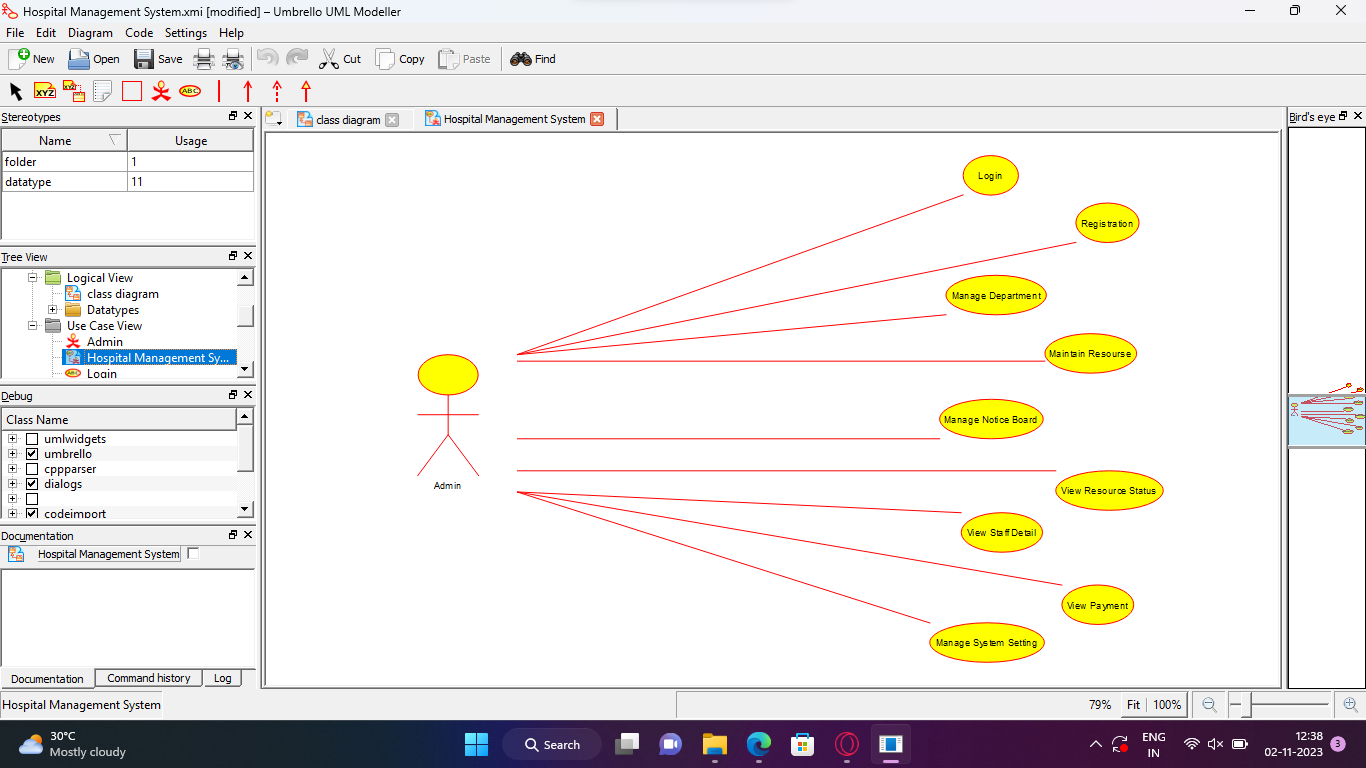 Hospital Management System.xmi [modified] – Umbrello UML Modeller
File Edit Diagram Code Settings Help
New Open Save Cut Copy Paste Find
XYZ XYZ ABC
Stereotypes
Name Usage
folder 1
datatype 11
Tree View
Logical View
class diagram
Datatypes
Use Case View
Admin
Hospital Management Sy...
Login
Debug
Class Name
umlwidgets
umbrello
cppparser
dialogs
codeimport
Documentation
Hospital Management System
Documentation Command history Log
class diagram Hospital Management System
Login
Registration
Manage Department
Maintain Resourse
Manage Notice Board
View Resource Status
View Staff Detail
View Payment
Manage System Setting
Admin
Bird's eye
Hospital Management System
79% Fit 100%
30°C
Mostly cloudy
Search
ENG
IN
12:38
02-11-2023
3